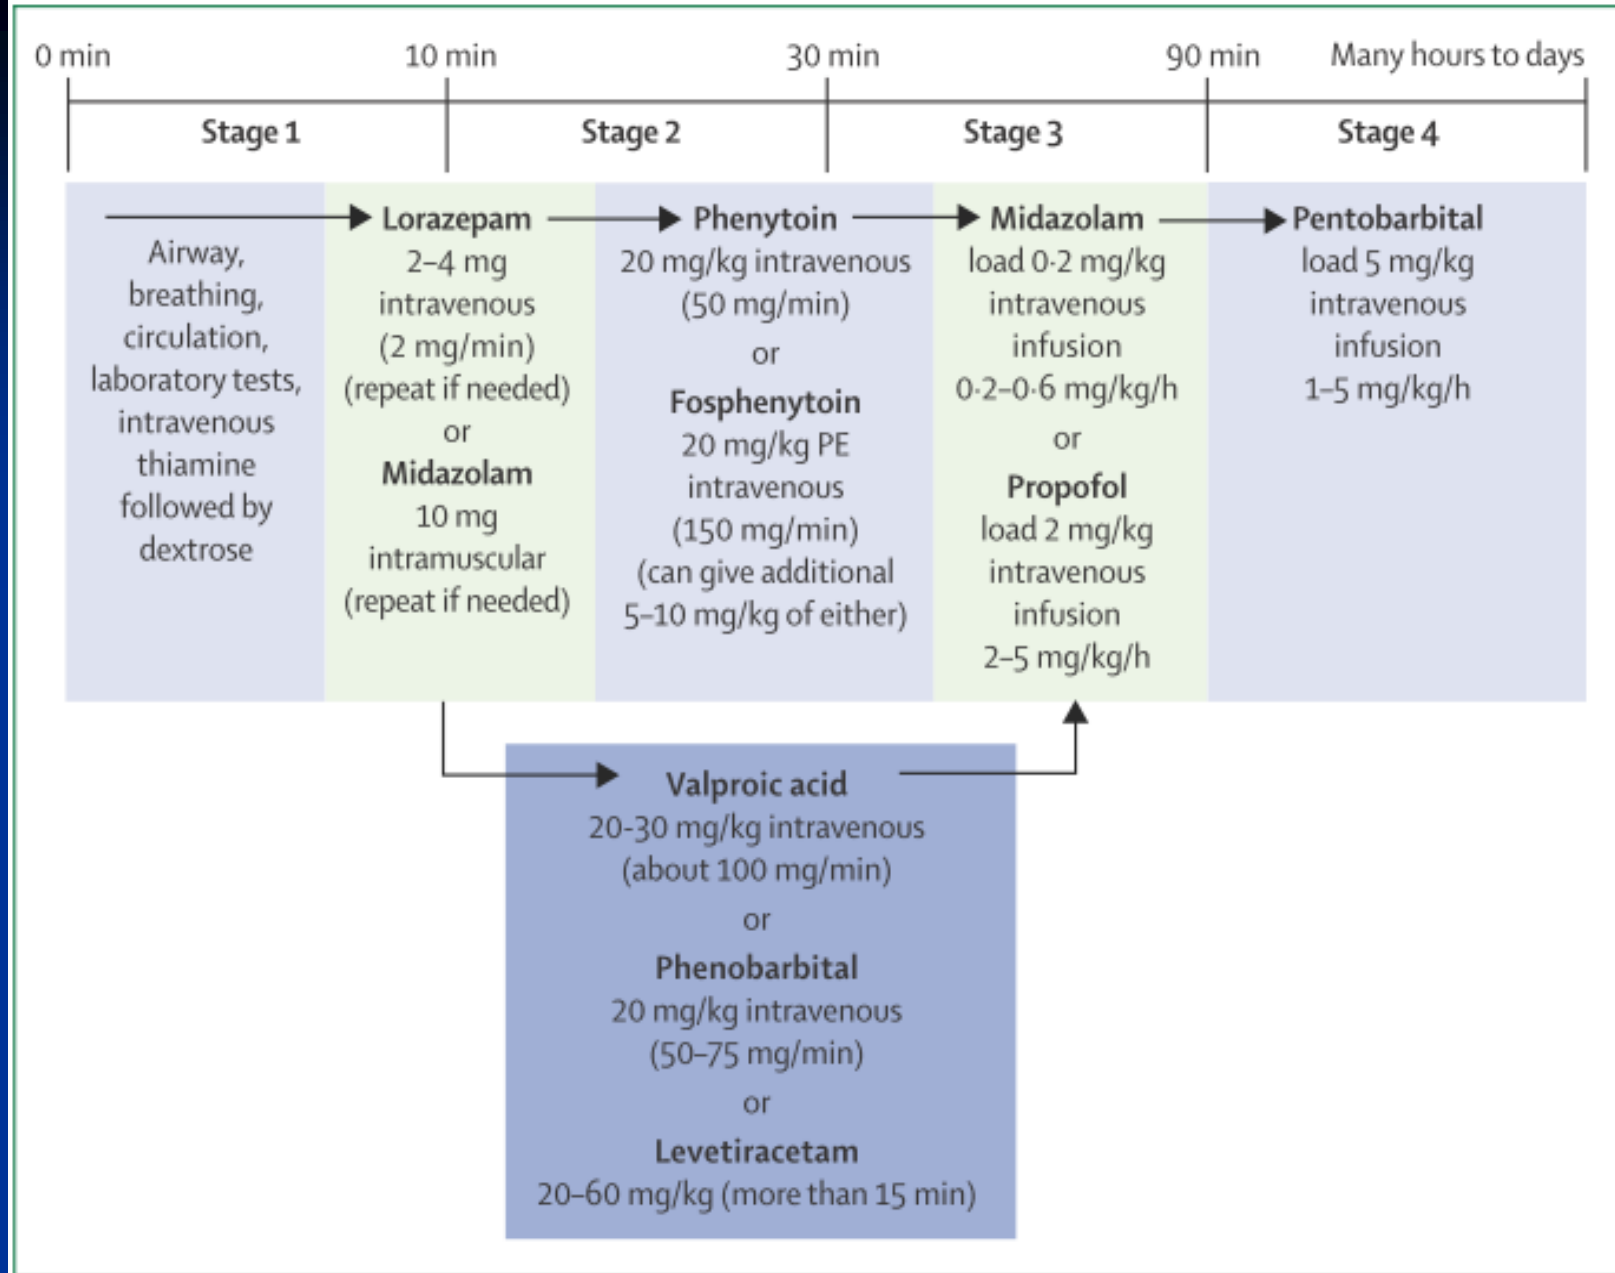 0 min
10 min
30 min
90 min
Many hours to days
Stage 1
Stage 2
Stage 3
Stage 4
Airway,
breathing,
circulation,
laboratory tests,
intravenous
thiamine
followed by
dextrose
Lorazepam
2–4 mg
intravenous
(2 mg/min)
(repeat if needed)
or
Midazolam
10 mg
intramuscular
(repeat if needed)
Phenytoin
20 mg/kg intravenous
(50 mg/min)
or
Fosphenytoin
20 mg/kg PE
intravenous
(150 mg/min)
(can give additional
5–10 mg/kg of either)
Midazolam
load 0·2 mg/kg
intravenous
infusion
0·2–0·6 mg/kg/h
or
Propofol
load 2 mg/kg
intravenous
infusion
2–5 mg/kg/h
Pentobarbital
load 5 mg/kg
intravenous
infusion
1–5 mg/kg/h
Valproic acid
20-30 mg/kg intravenous
(about 100 mg/min)
or
Phenobarbital
20 mg/kg intravenous
(50–75 mg/min)
or
Levetiracetam
20–60 mg/kg (more than 15 min)